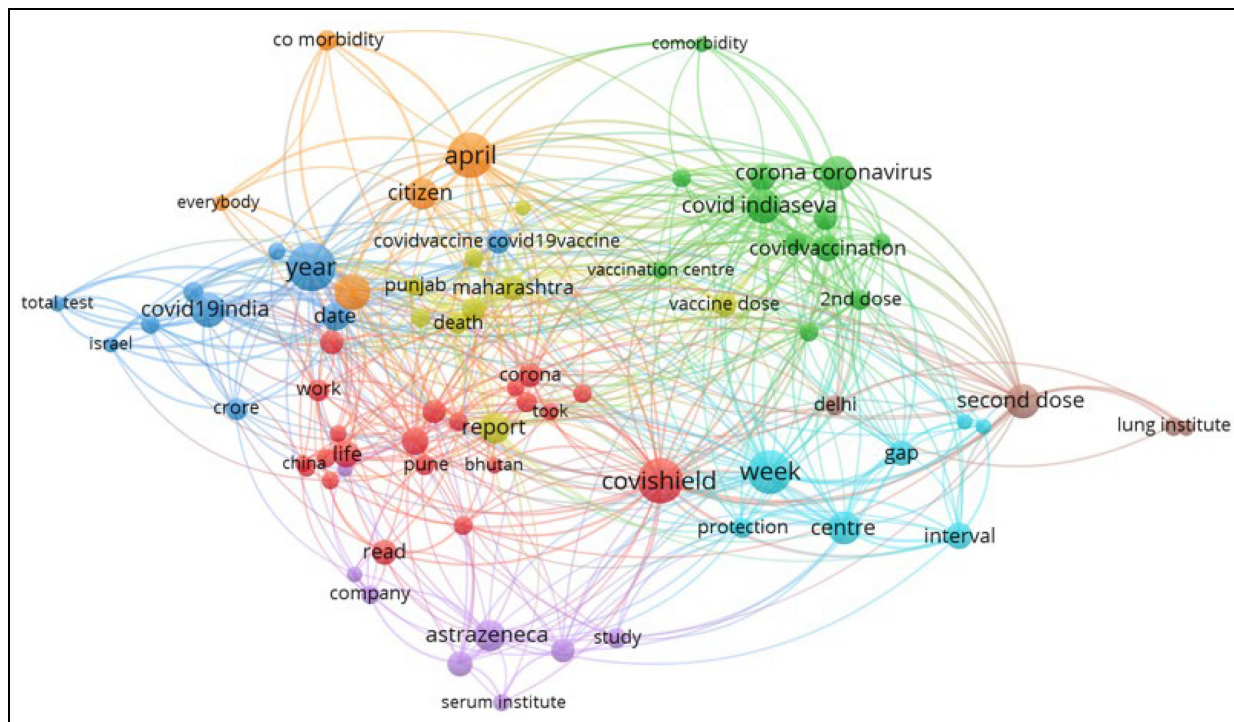 co morbidity
comorbidity
april
corona coronavirus
citizen
everybody
covid indiaseva
covidvaccine
covid19vaccine
covidvaccination
year
vaccination centre
total test
punjab
maharashtra
covid19india
date
death
vaccine dose
2nd dose
israel
corona
work
crore
took
delhi
second dose
report
lung institute
life
china
pune
bhutan
covishield
week
gap
protection
centre
interval
read
company
astrazeneca
study
serum institute